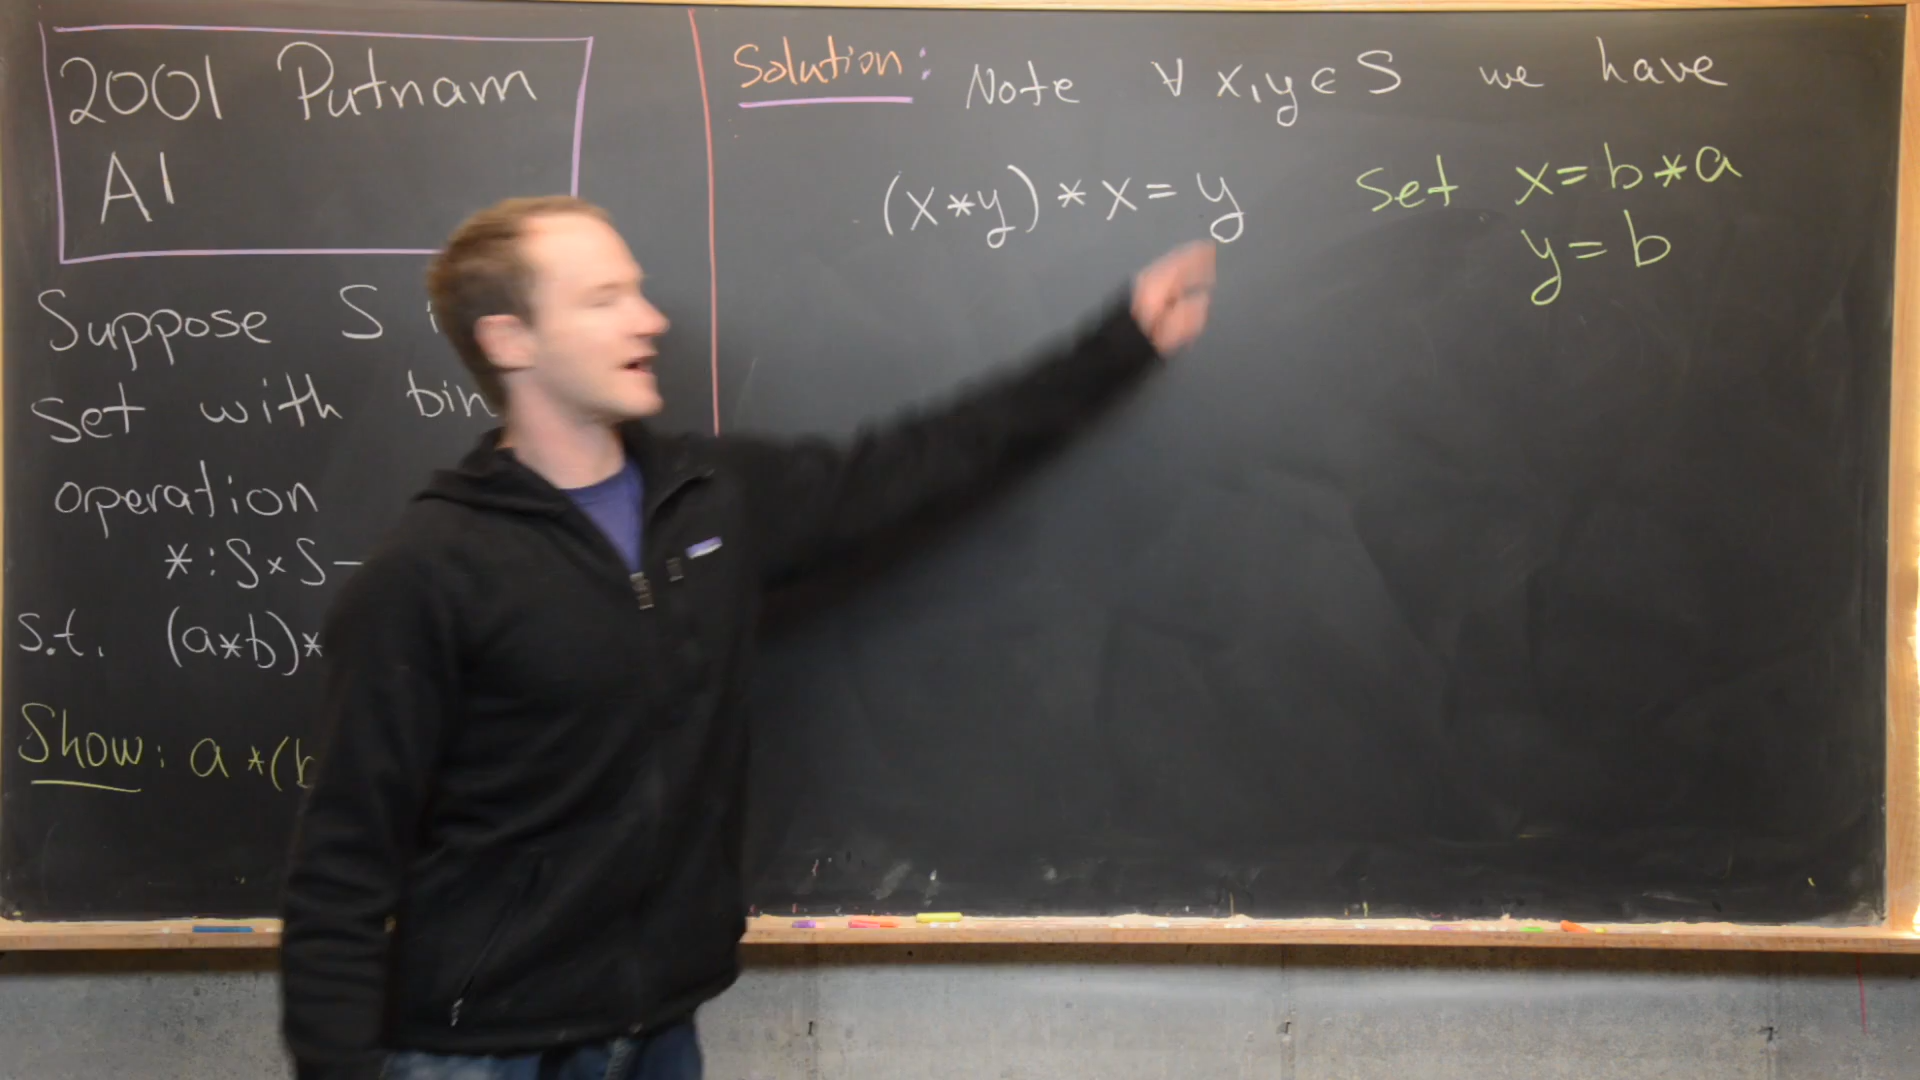 2001 Putnam
A1
Suppose S
set with bin
operation
* : S × S –
s.t. (a*b)*
Show: a *(b
Solution: Note ∀ x,y ∈ S we have
(x*y) * x = y
Set x = b * a
y = b